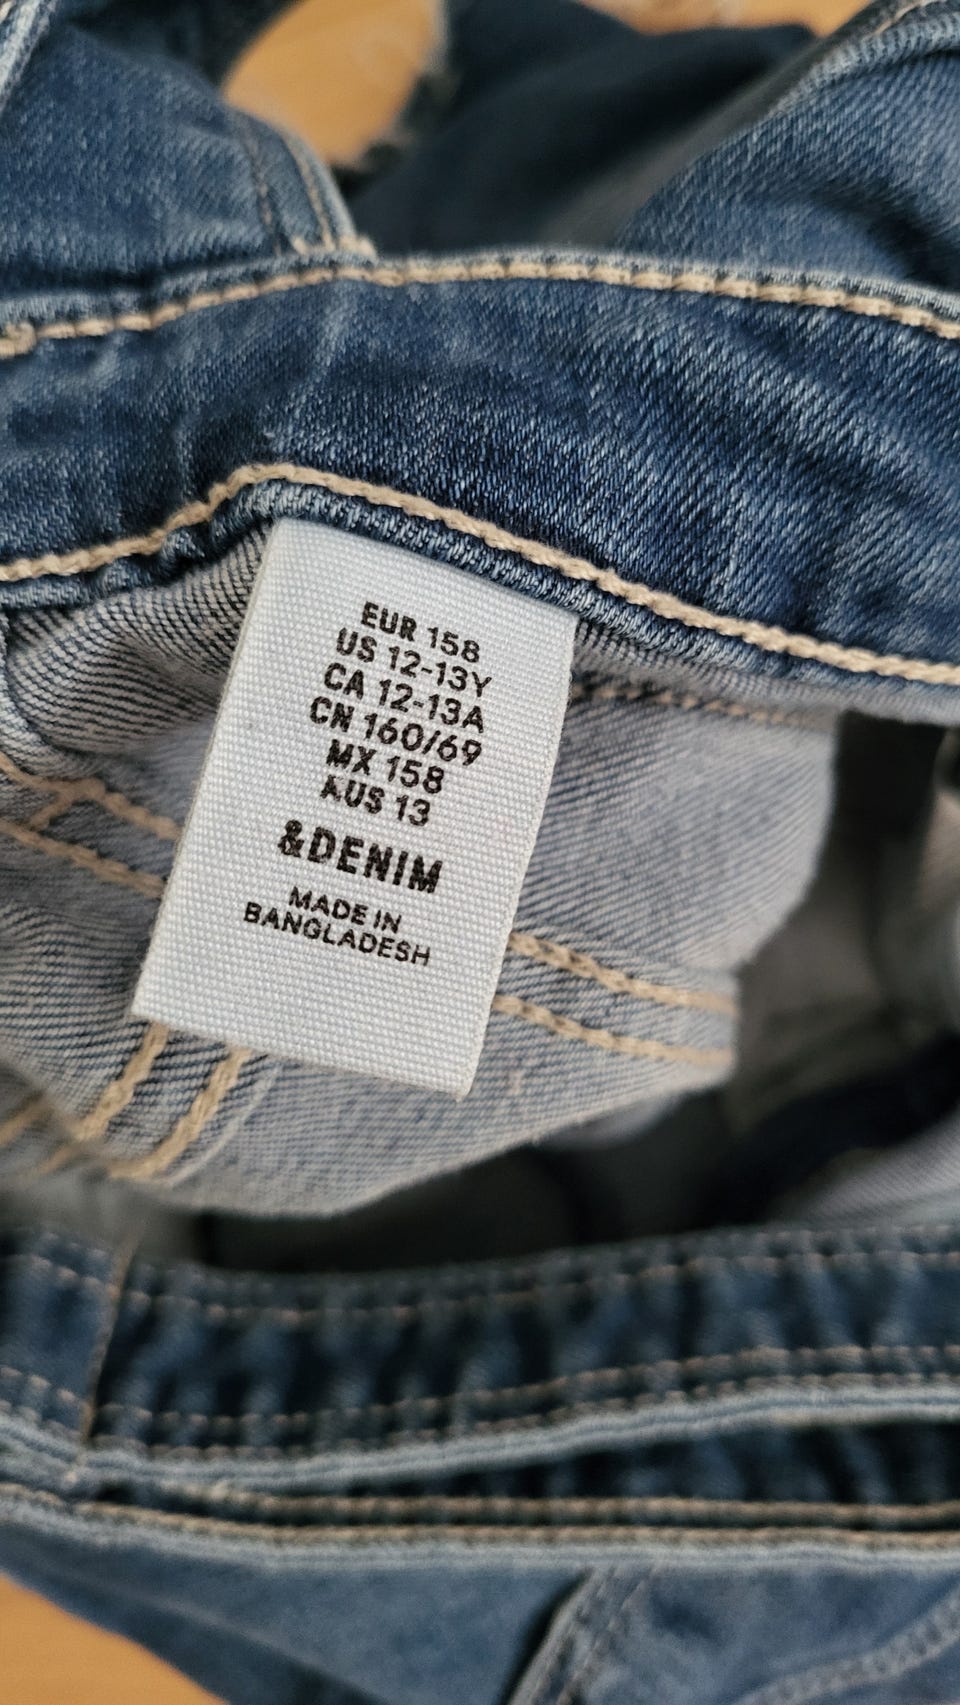 EUR 158
US 12-13Y
CA 12-13A
CN 160/69
MX 158
AUS 13
&DENIM
MADE IN
BANGLADESH